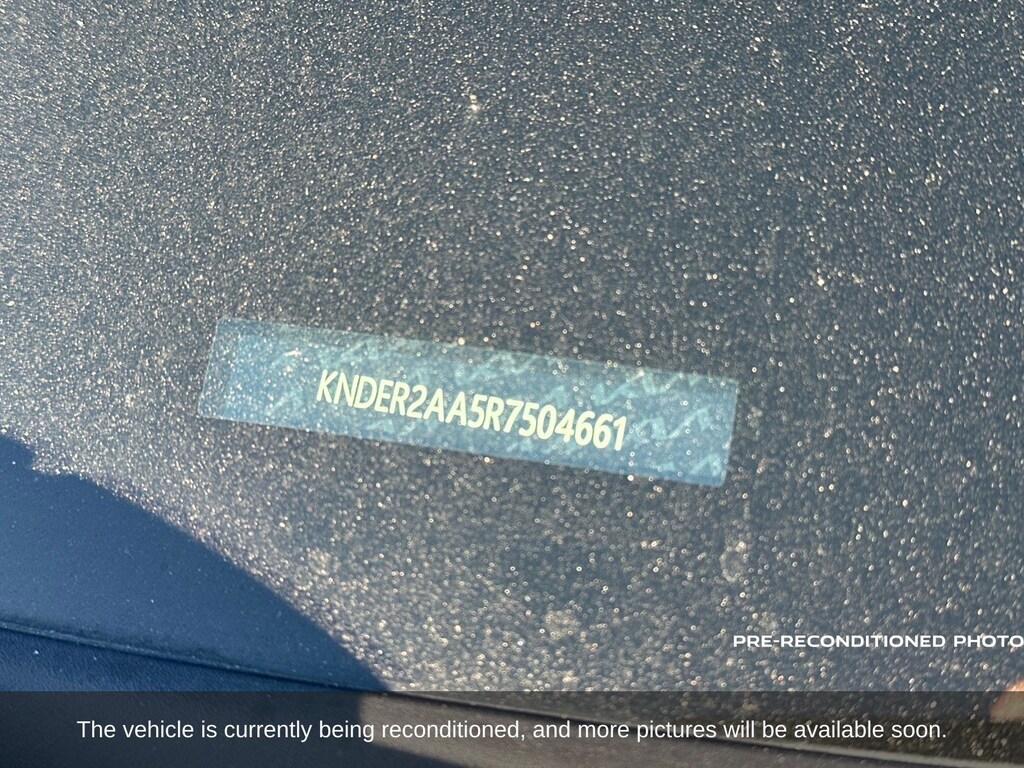 KNDER2AA5R7504661
PRE-RECONDITIONED PHOTO
The vehicle is currently being reconditioned, and more pictures will be available soon.